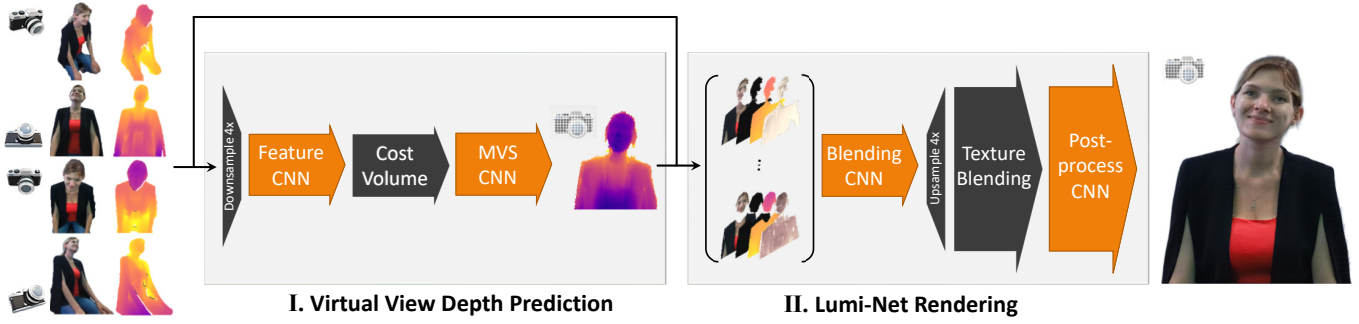 Downsample 4x
Feature
CNN
Cost
Volume
MVS
CNN
...
Blending
CNN
Upsample 4x
Texture
Blending
Post-
process
CNN
I. Virtual View Depth Prediction
II. Lumi-Net Rendering